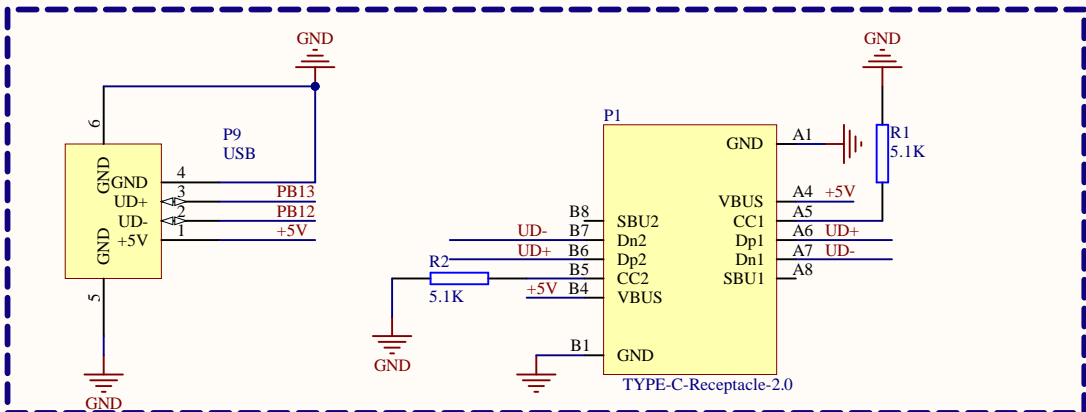 GND
GND
6
P9
USB
P1
R1
5.1K
GND
A1
GND
GND
4
UD+
3
PB13
UD-
2
PB12
+5V
1
+5V
GND
5
GND
VBUS
A4
+5V
CC1
A5
Dp1
A6
UD+
Dn1
A7
UD-
SBU1
A8
B8
SBU2
UD-
B7
Dn2
UD+
B6
Dp2
R2
5.1K
B5
CC2
+5V
B4
VBUS
GND
B1
GND
TYPE-C-Receptacle-2.0
GND